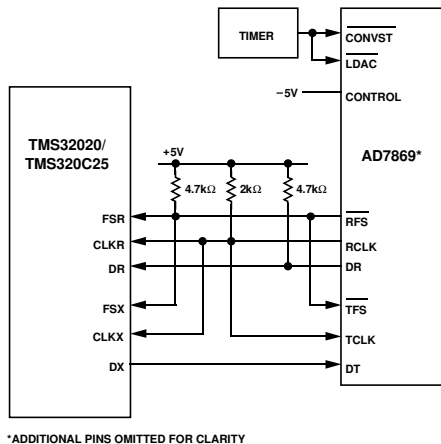 TIMER
CONVST
LDAC
−5V
CONTROL
TMS32020/
TMS320C25
+5V
AD7869*
4.7kΩ
2kΩ
4.7kΩ
FSR
RFS
CLKR
RCLK
DR
DR
FSX
TFS
CLKX
TCLK
DX
DT
*ADDITIONAL PINS OMITTED FOR CLARITY